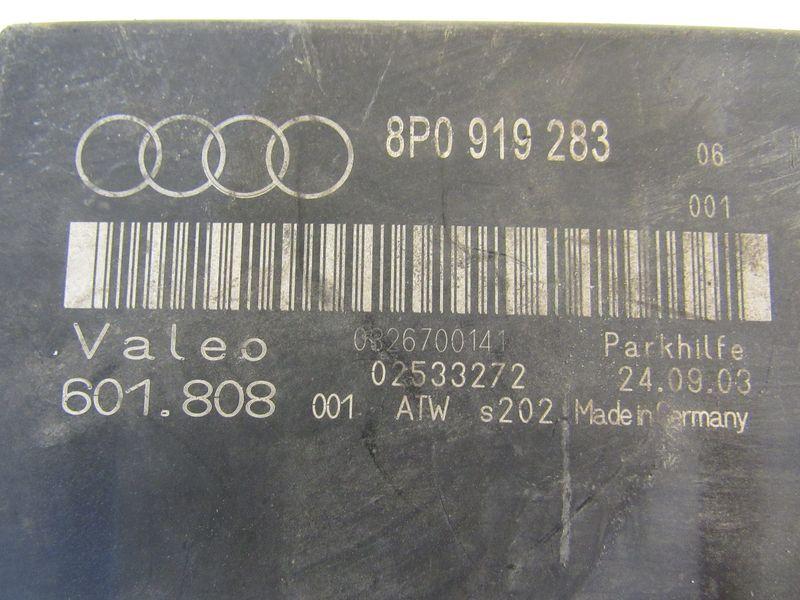 8P0 919 283 06
001
Valeo 0326700141 Parkhilfe
02533272 24.09.03
601.808 001 ATW s202 Made in Germany